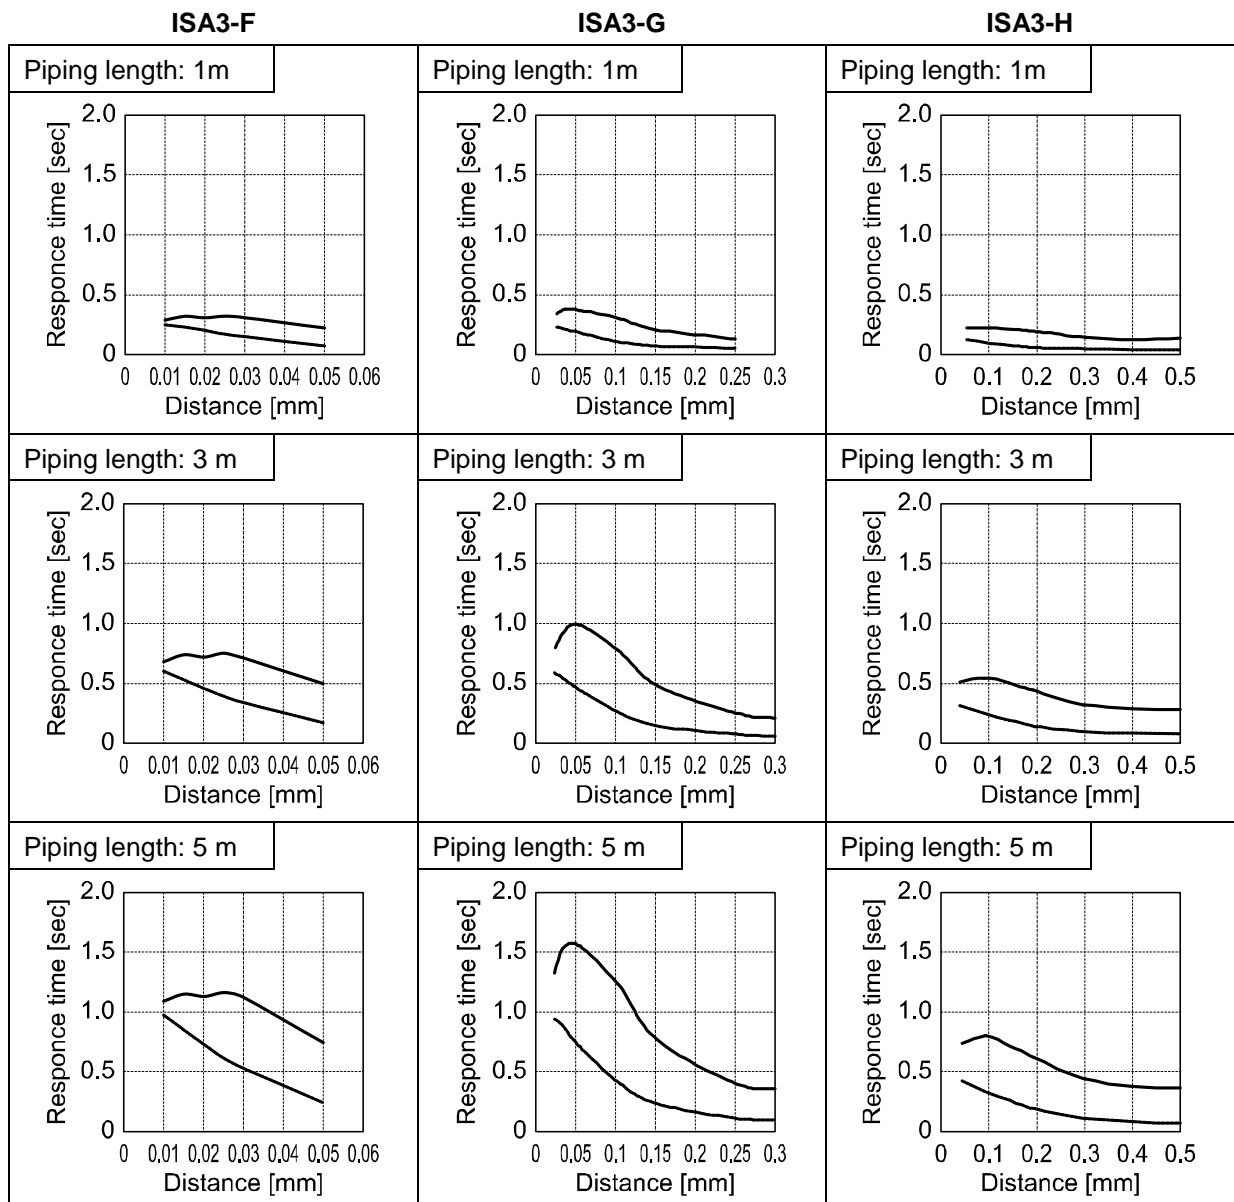 ISA3-F
ISA3-G
ISA3-H
Piping length: 1m
2.0
1.5
1.0
0.5
0
Responce time [sec]
0 0.01 0.02 0.03 0.04 0.05 0.06
Distance [mm]
Piping length: 1m
2.0
1.5
1.0
0.5
0
Responce time [sec]
0 0.05 0.1 0.15 0.2 0.25 0.3
Distance [mm]
Piping length: 1m
2.0
1.5
1.0
0.5
0
Responce time [sec]
0 0.1 0.2 0.3 0.4 0.5
Distance [mm]
Piping length: 3 m
2.0
1.5
1.0
0.5
0
Responce time [sec]
0 0.01 0.02 0.03 0.04 0.05 0.06
Distance [mm]
Piping length: 3 m
2.0
1.5
1.0
0.5
0
Responce time [sec]
0 0.05 0.1 0.15 0.2 0.25 0.3
Distance [mm]
Piping length: 3 m
2.0
1.5
1.0
0.5
0
Responce time [sec]
0 0.1 0.2 0.3 0.4 0.5
Distance [mm]
Piping length: 5 m
2.0
1.5
1.0
0.5
0
Responce time [sec]
0 0.01 0.02 0.03 0.04 0.05 0.06
Distance [mm]
Piping length: 5 m
2.0
1.5
1.0
0.5
0
Responce time [sec]
0 0.05 0.1 0.15 0.2 0.25 0.3
Distance [mm]
Piping length: 5 m
2.0
1.5
1.0
0.5
0
Responce time [sec]
0 0.1 0.2 0.3 0.4 0.5
Distance [mm]